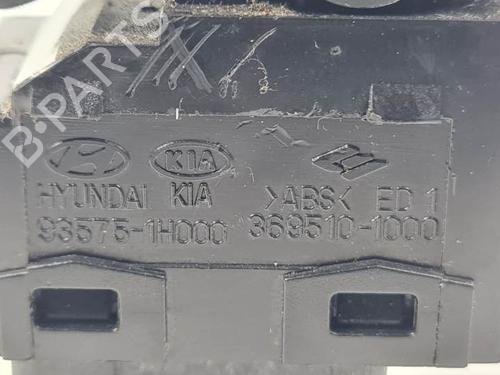 B-PARTS
KIA
HYUNDAI KIA >ABS< ED 1
93575-1H000 369510-1000